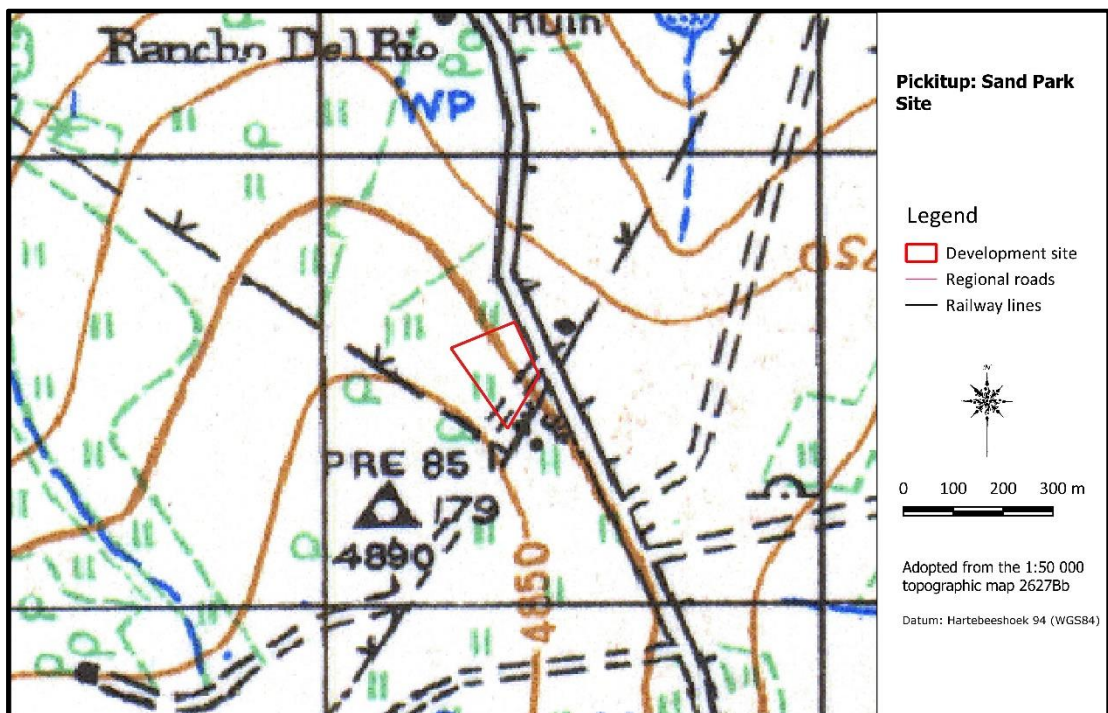 Ruin
Rancho Del Rio
WP
PRE 85
179
4890
4850
Pickitup: Sand Park
Site
Legend
Development site
Regional roads
Railway lines
N
0 100 200 300 m
Adopted from the 1:50 000
topographic map 2627Bb
Datum: Hartebeeshoek 94 (WGS84)